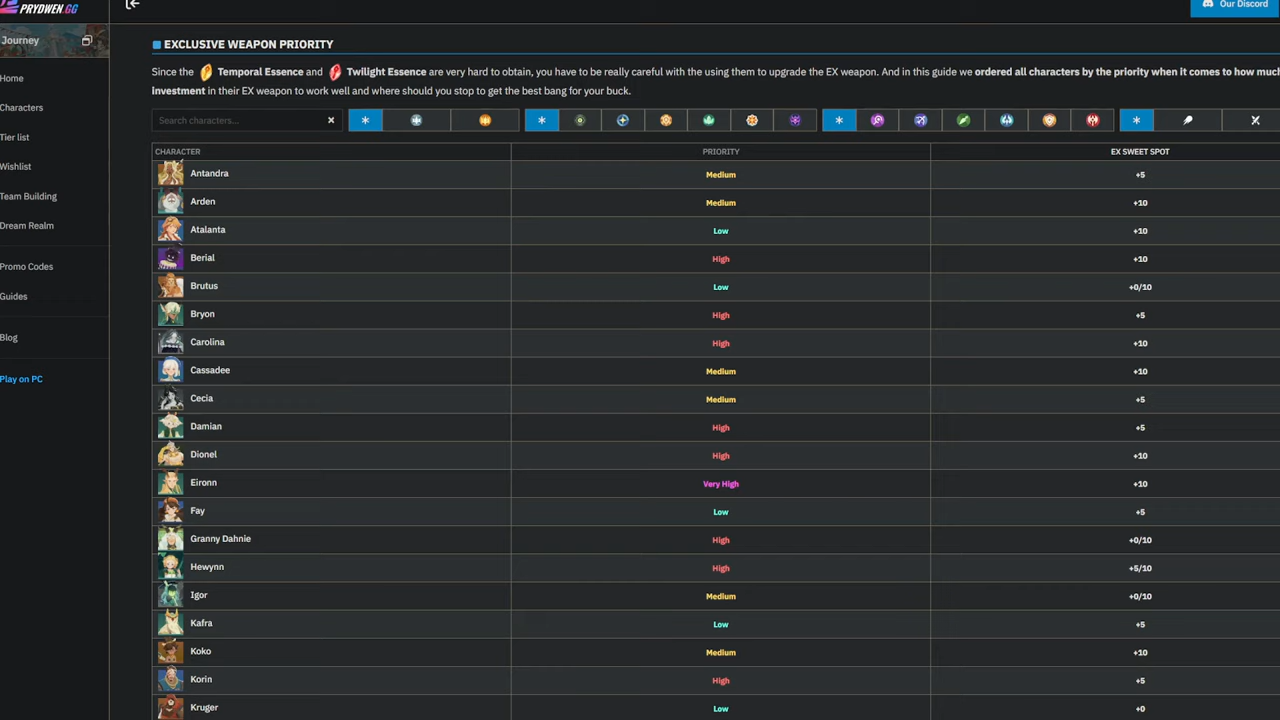 PRYDWEN.GG
Our Discord
Journey
Home
Characters
Tier list
Wishlist
Team Building
Dream Realm
Promo Codes
Guides
Blog
Play on PC
EXCLUSIVE WEAPON PRIORITY
Since the Temporal Essence and Twilight Essence are very hard to obtain, you have to be really careful with the using them to upgrade the EX weapon. And in this guide we ordered all characters by the priority when it comes to how much
investment in their EX weapon to work well and where should you stop to get the best bang for your buck.
Search characters...
CHARACTER PRIORITY EX SWEET SPOT
Antandra Medium +5
Arden Medium +10
Atalanta Low +10
Berial High +10
Brutus Low +0/10
Bryon High +5
Carolina High +10
Cassadee Medium +10
Cecia Medium +5
Damian High +5
Dionel High +10
Eironn Very High +10
Fay Low +5
Granny Dahnie High +0/10
Hewynn High +5/10
Igor Medium +0/10
Kafra Low +5
Koko Medium +10
Korin High +5
Kruger Low +0